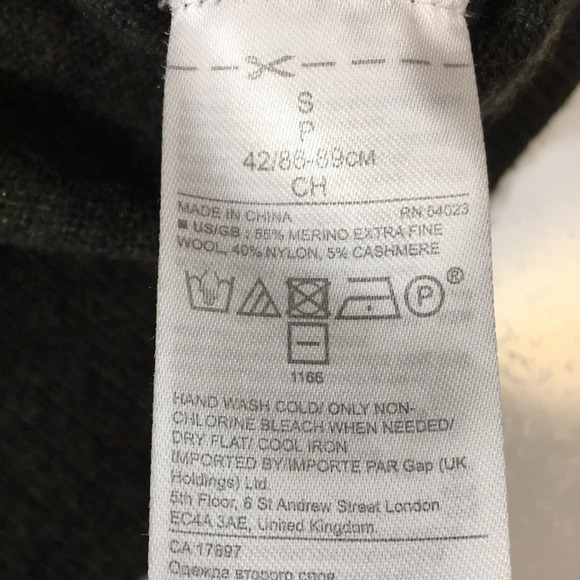 S
P
42/86-89CM
CH
MADE IN CHINA RN 54023
■ US/GB : 55% MERINO EXTRA FINE
WOOL, 40% NYLON, 5% CASHMERE
P ®
1165
HAND WASH COLD/ ONLY NON-
CHLORINE BLEACH WHEN NEEDED/
DRY FLAT/ COOL IRON
IMPORTED BY/IMPORTE PAR Gap (UK
Holdings) Ltd.
5th Floor, 6 St Andrew Street London
EC4A 3AE, United Kingdom.
CA 17897
Одежда второго слоя